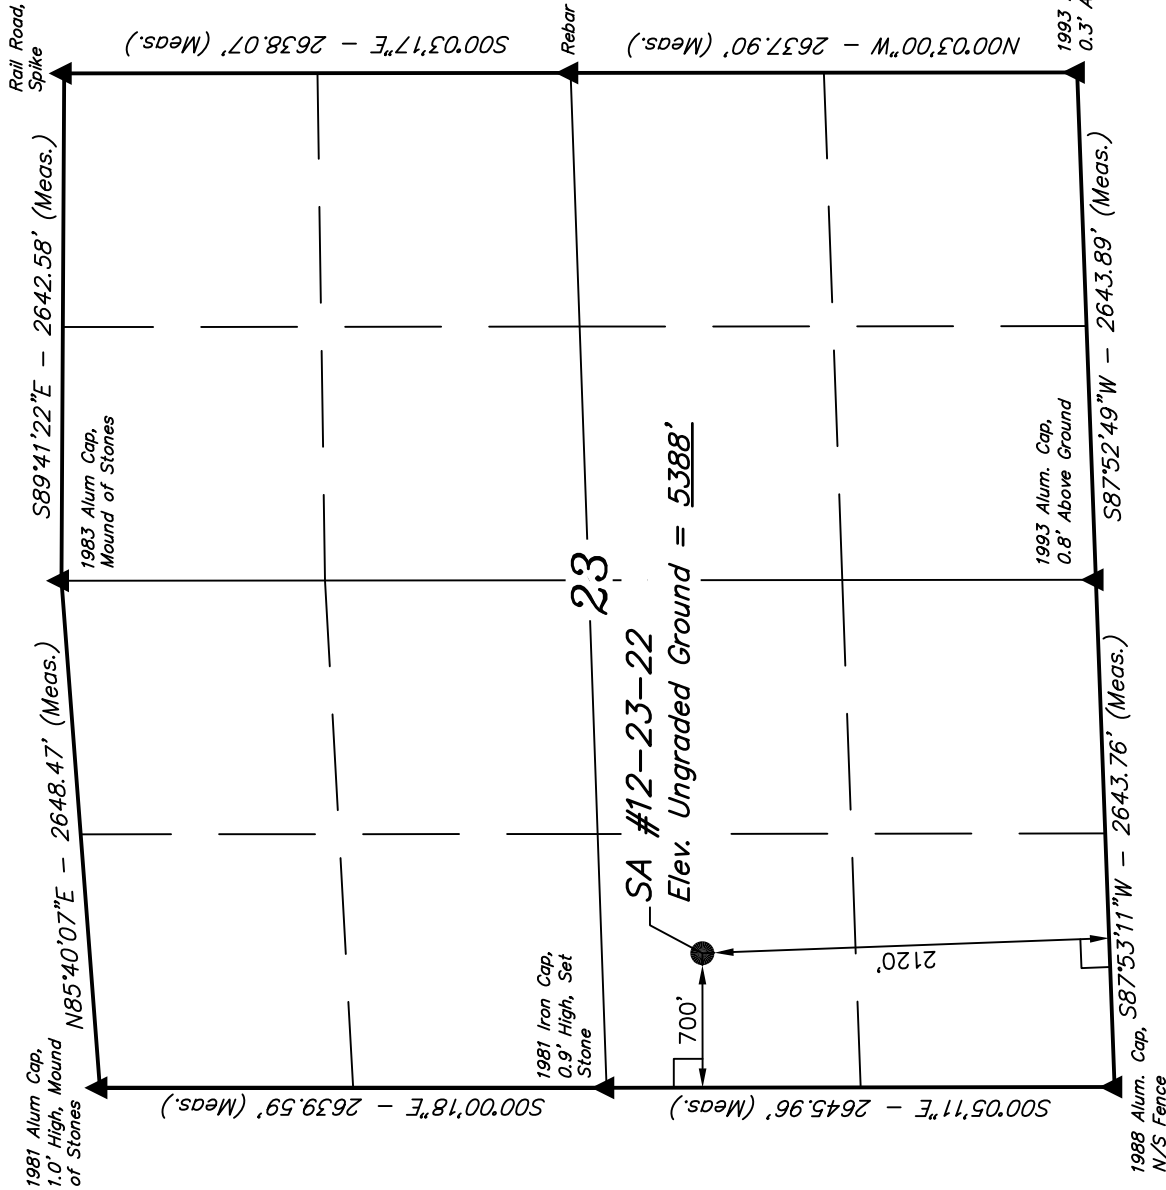 1981 Alum Cap,
1.0' High, Mound
of Stones
N85°40'07"E – 2648.47' (Meas.)
S89°41'22"E – 2642.58' (Meas.)
Rail Road,
Spike
1983 Alum Cap,
Mound of Stones
S00°00'18"E – 2639.59' (Meas.)
S00°03'17"E – 2638.07' (Meas.)
1981 Iron Cap,
0.9' High, Set
Stone
23
Rebar
SA #12-23-22
Elev. Ungraded Ground = 5388'
700'
2120'
S00°05'11"E – 2645.96' (Meas.)
N00°03'00"W – 2637.90' (Meas.)
1993 Alum. Cap,
0.8' Above Ground
1993
0.3' A
S87°53'11"W – 2643.76' (Meas.)
S87°52'49"W – 2643.89' (Meas.)
1988 Alum. Cap,
N/S Fence